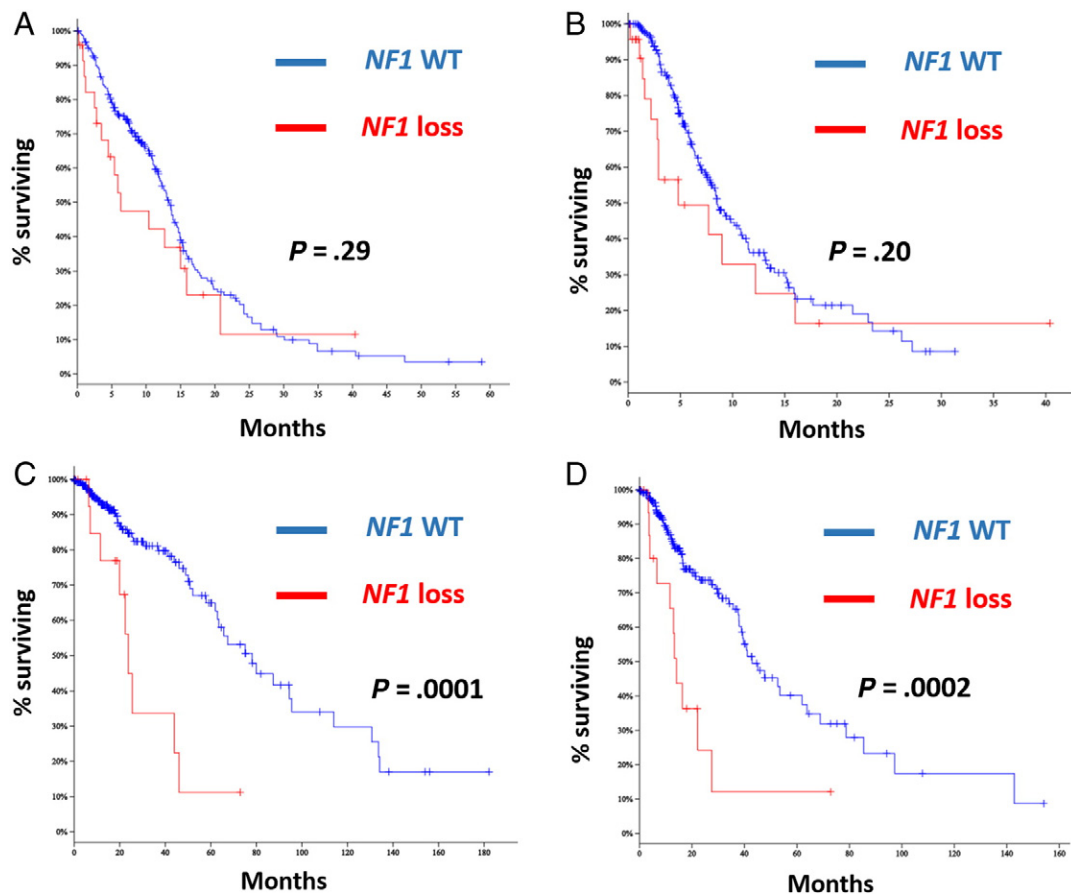 A
100%
90%
80%
70%
60%
50%
40%
30%
20%
10%
0%
% surviving
NF1 WT
NF1 loss
P = .29
0 5 10 15 20 25 30 35 40 45 50 55 60
Months
B
100%
90%
80%
70%
60%
50%
40%
30%
20%
10%
0%
% surviving
NF1 WT
NF1 loss
P = .20
0 5 10 15 20 25 30 35 40
Months
C
100%
90%
80%
70%
60%
50%
40%
30%
20%
10%
0%
% surviving
NF1 WT
NF1 loss
P = .0001
0 20 40 60 80 100 120 140 160 182
Months
D
100%
90%
80%
70%
60%
50%
40%
30%
20%
10%
0%
% surviving
NF1 WT
NF1 loss
P = .0002
0 20 40 60 80 100 120 140 160
Months